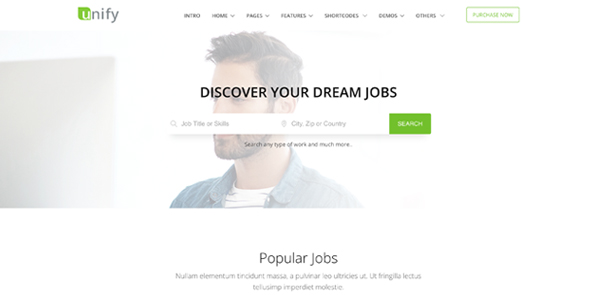 unify
INTRO HOME PAGES FEATURES SHORTCODES DEMOS OTHERS PURCHASE NOW
DISCOVER YOUR DREAM JOBS
Job Title or Skills City, Zip or Country SEARCH
Search any type of work and much more..
Popular Jobs
Nullam elementum tincidunt massa, a pulvinar leo ultricies ut. Ut fringilla lectus
tellusimp imperdiet molestie.